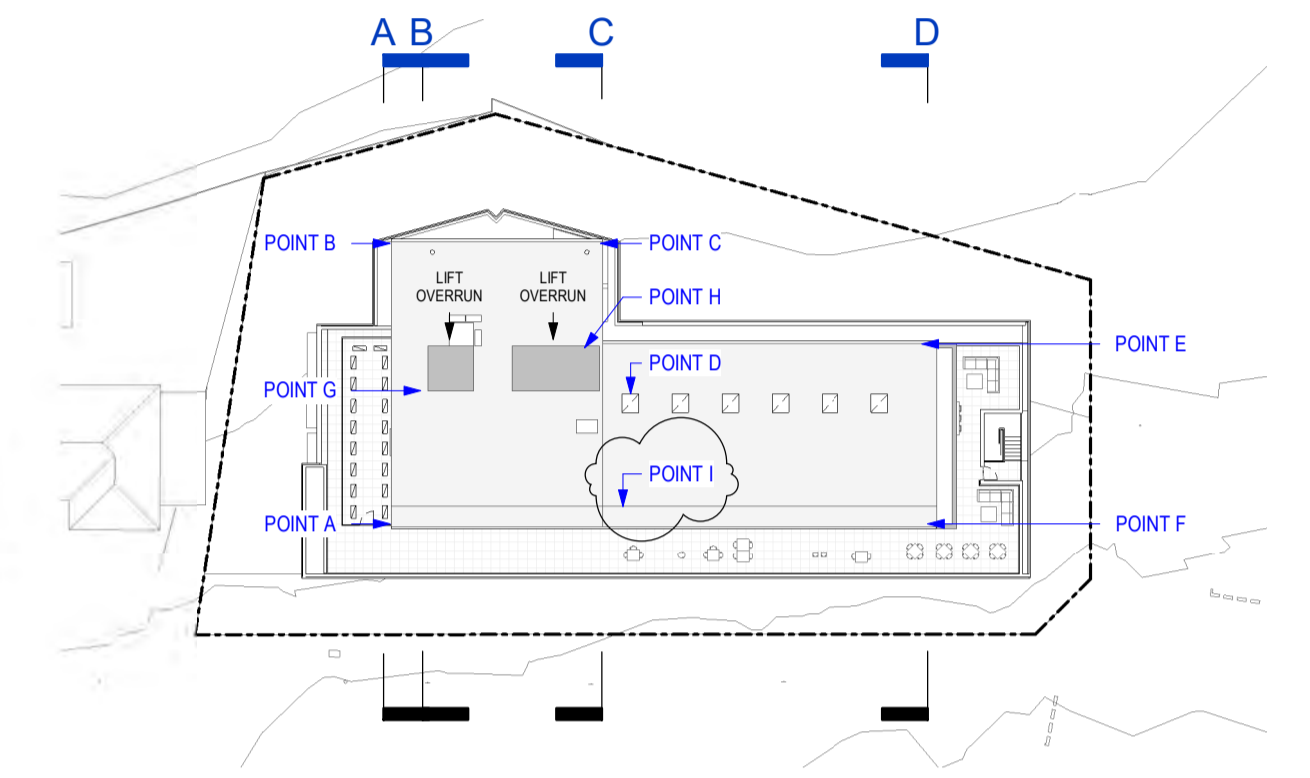 A B C D
POINT B
POINT C
LIFT
OVERRUN
LIFT
OVERRUN
POINT H
POINT E
POINT D
POINT G
POINT I
POINT A
POINT F